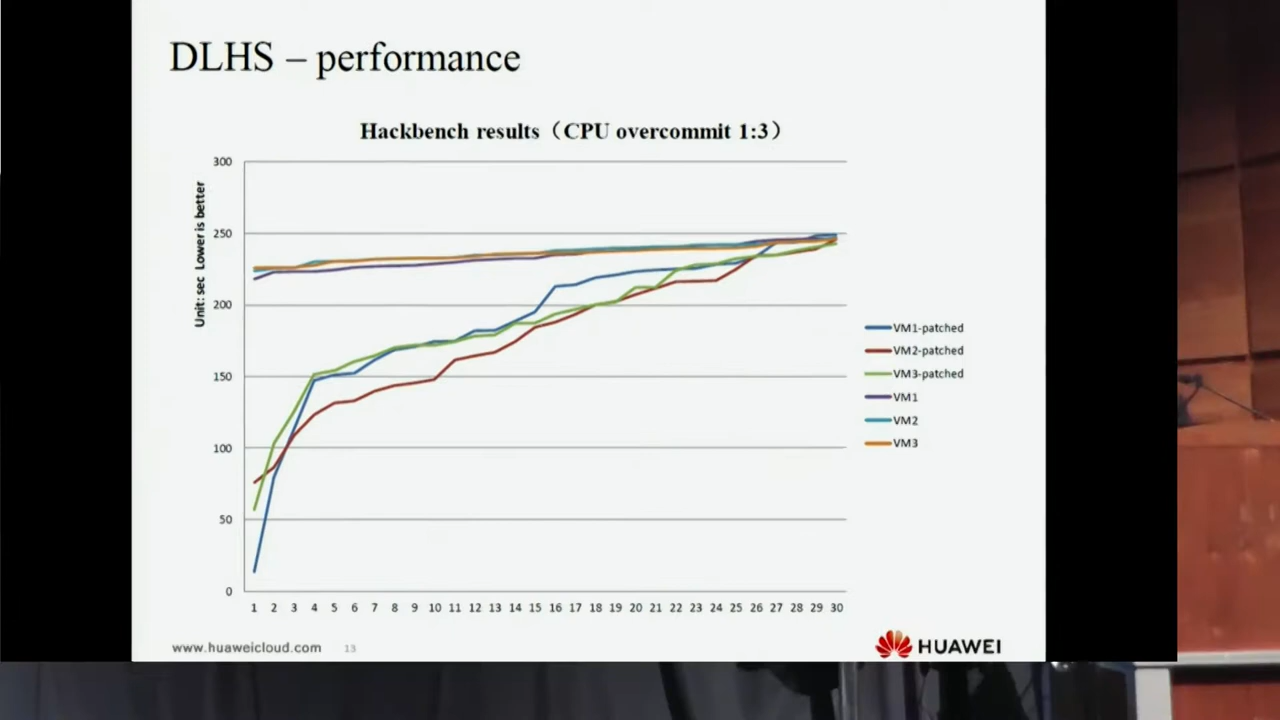 DLHS – performance
Hackbench results（CPU overcommit 1:3）
Unit: sec Lower is better
300
250
200
150
100
50
0
1 2 3 4 5 6 7 8 9 10 11 12 13 14 15 16 17 18 19 20 21 22 23 24 25 26 27 28 29 30
VM1-patched
VM2-patched
VM3-patched
VM1
VM2
VM3
www.huaweicloud.com 13
HUAWEI